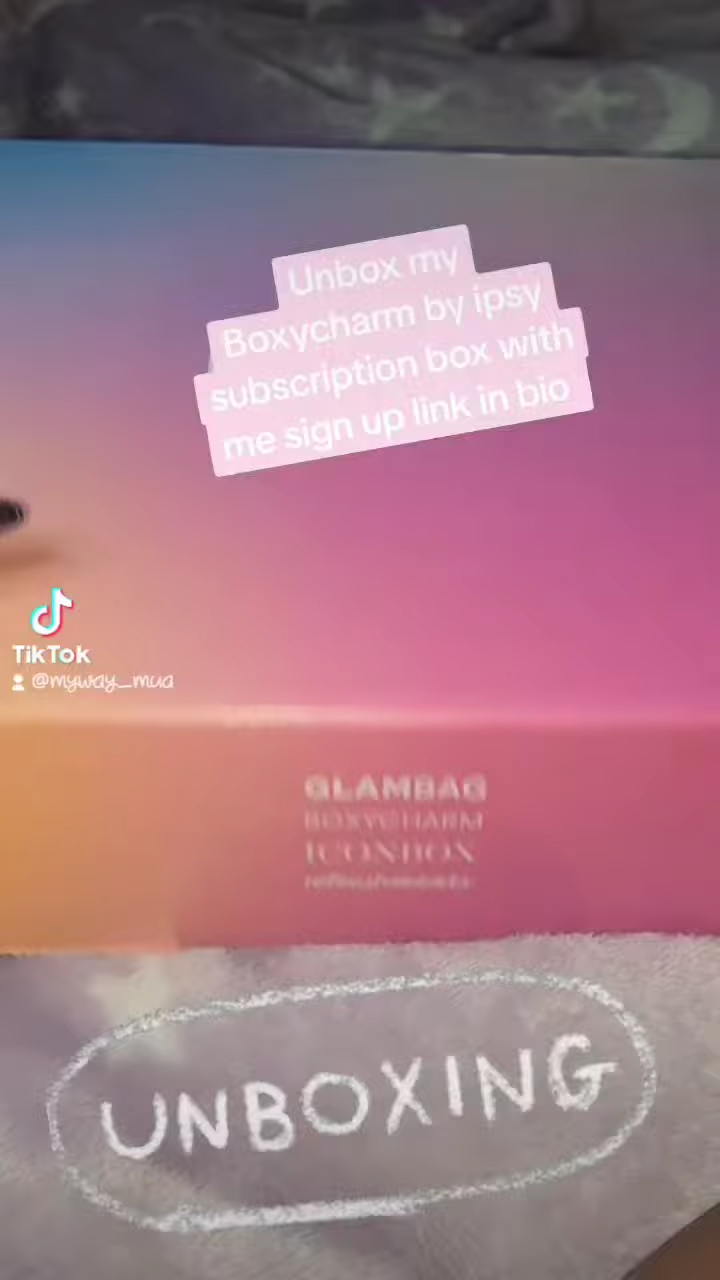 Unbox my
Boxycharm by ipsy
subscription box with
me sign up link in bio
TikTok
@myway_mua
GLAMBAG
BOXYCHARM
ICONBOX
refreshments
UNBOXING